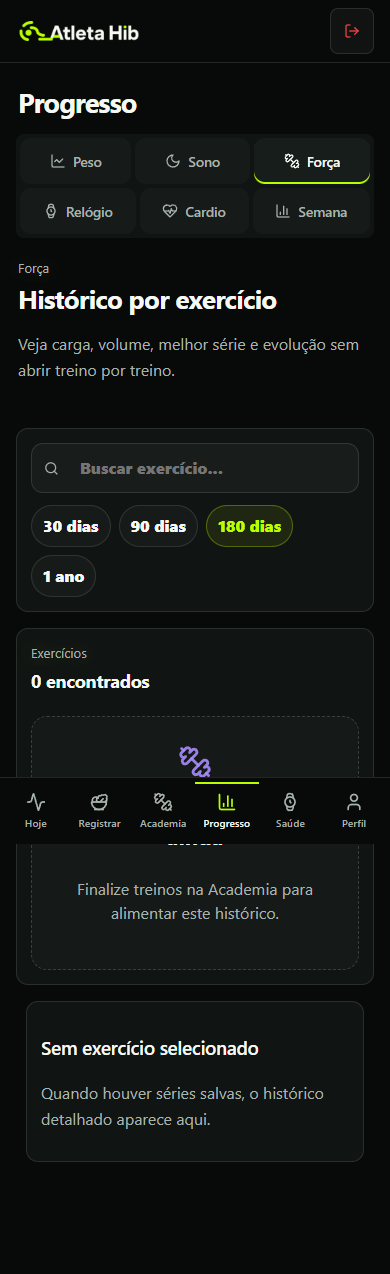 Atleta Hib
Progresso
Peso
Sono
Força
Relógio
Cardio
Semana
Força
Histórico por exercício
Veja carga, volume, melhor série e evolução sem
abrir treino por treino.
Buscar exercício...
30 dias
90 dias
180 dias
1 ano
Exercícios
0 encontrados
Hoje
Registrar
Academia
Progresso
Saúde
Perfil
Finalize treinos na Academia para
alimentar este histórico.
Sem exercício selecionado
Quando houver séries salvas, o histórico
detalhado aparece aqui.